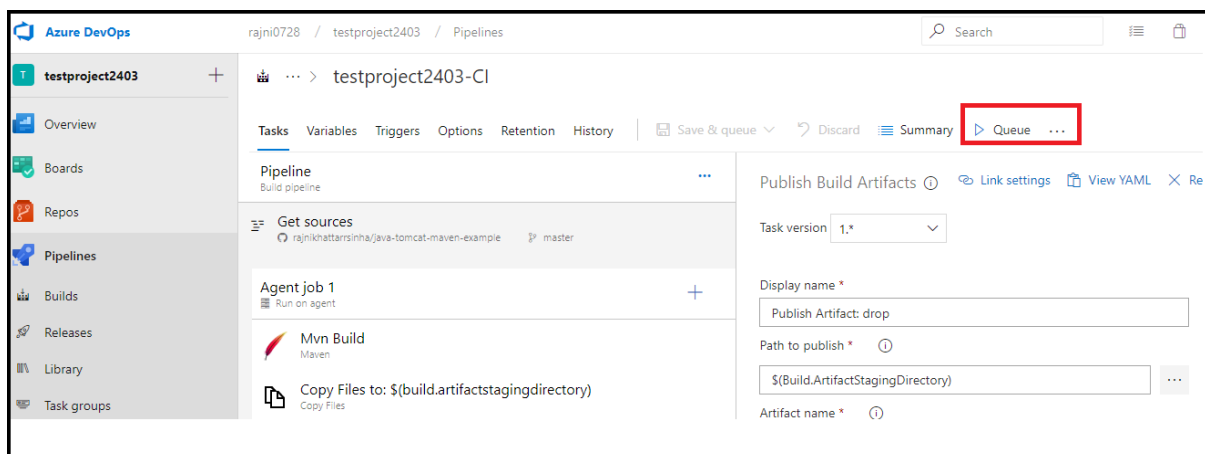 Azure DevOps
rajni0728 / testproject2403 / Pipelines
Search
T testproject2403
... > testproject2403-CI
Overview
Boards
Repos
Pipelines
Builds
Releases
Library
Task groups
Tasks Variables Triggers Options Retention History Save & queue Discard Summary Queue ...
Pipeline
Build pipeline
...
Get sources
rajnikhattarrsinha/java-tomcat-maven-example master
Agent job 1
Run on agent
Mvn Build
Maven
Copy Files to: $(build.artifactstagingdirectory)
Copy Files
Publish Build Artifacts Link settings View YAML Re
Task version 1.*
Display name *
Publish Artifact: drop
Path to publish *
$(Build.ArtifactStagingDirectory)
...
Artifact name *